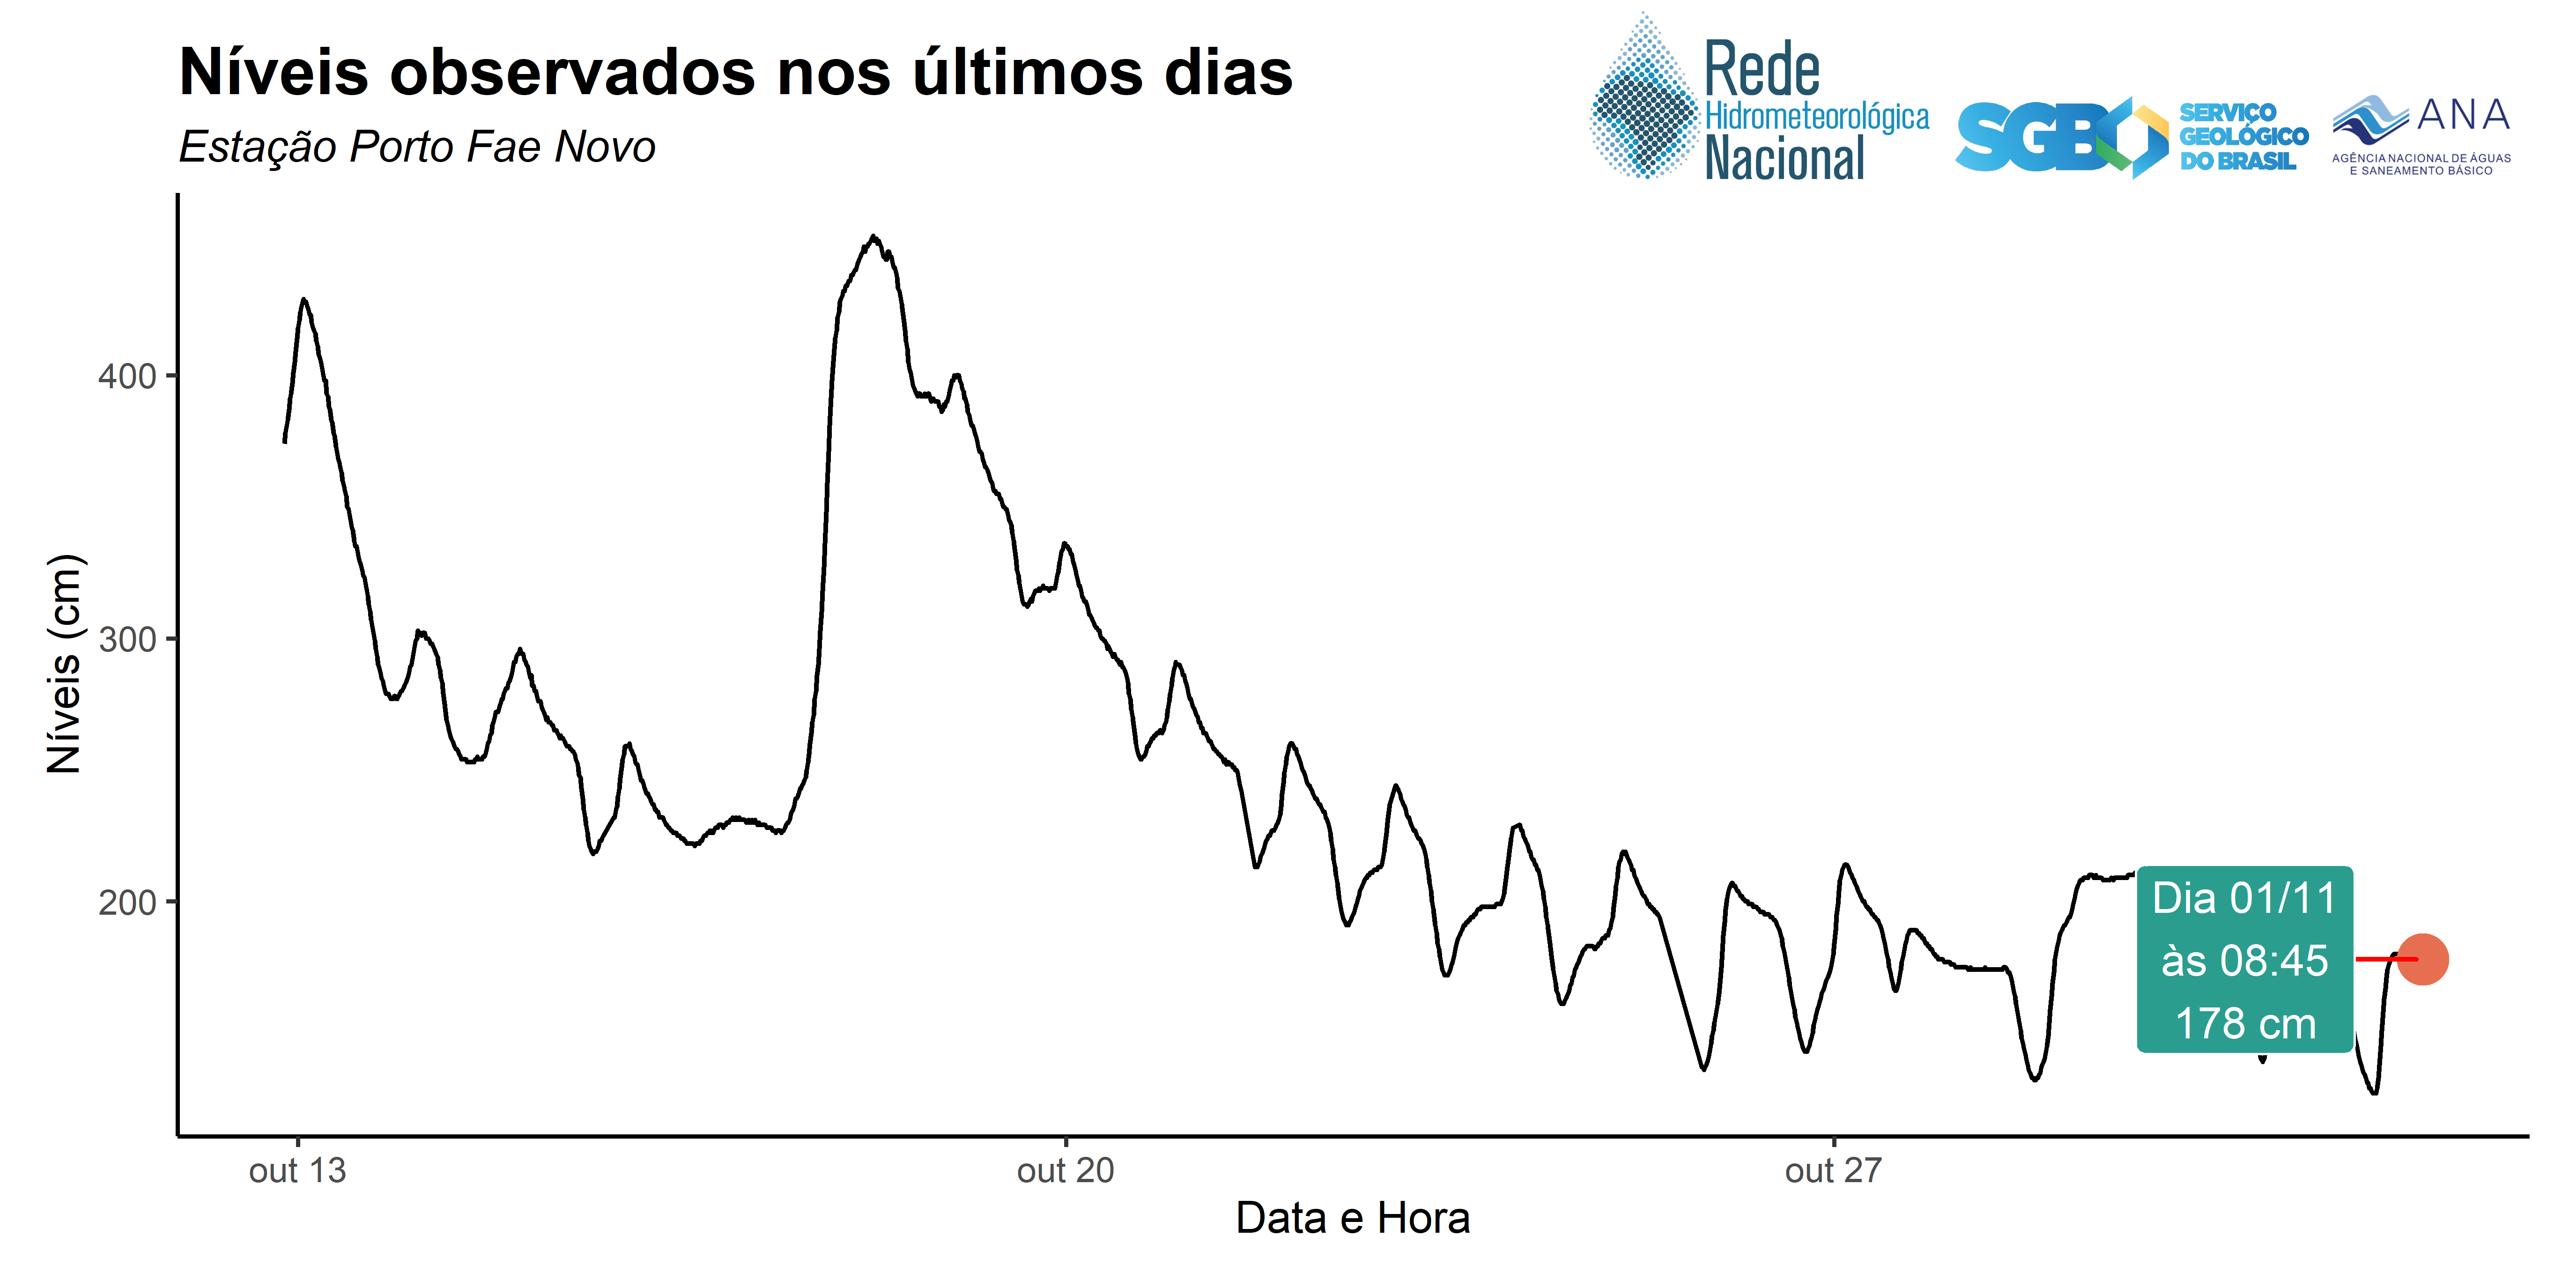 Níveis observados nos últimos dias
Estação Porto Fae Novo
Rede
Hidrometeorológica
Nacional
SGB
SERVIÇO
GEOLÓGICO
DO BRASIL
ANA
AGÊNCIA NACIONAL DE ÁGUAS
E SANEAMENTO BÁSICO
Níveis (cm)
400
300
200
Dia 01/11
às 08:45
178 cm
out 13
out 20
out 27
Data e Hora